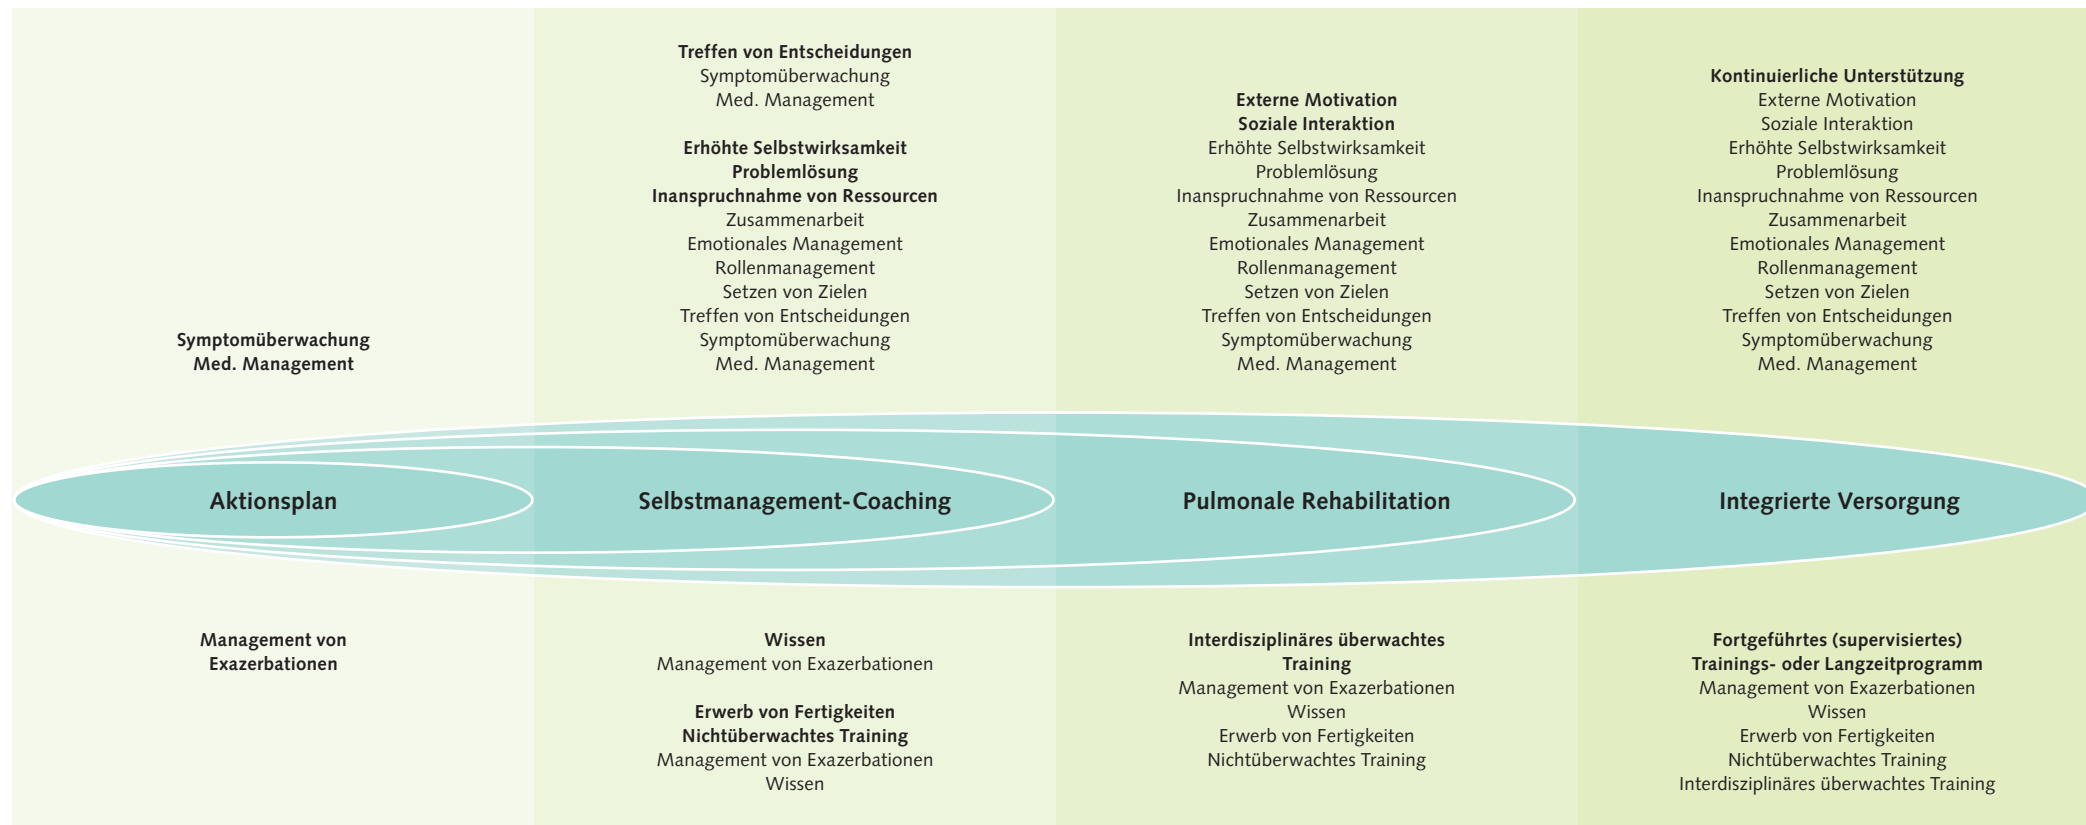 Symptomüberwachung
Med. Management
Aktionsplan
Management von
Exazerbationen
Treffen von Entscheidungen
Symptomüberwachung
Med. Management
Erhöhte Selbstwirksamkeit
Problemlösung
Inanspruchnahme von Ressourcen
Zusammenarbeit
Emotionales Management
Rollenmanagement
Setzen von Zielen
Treffen von Entscheidungen
Symptomüberwachung
Med. Management
Selbstmanagement-Coaching
Wissen
Management von Exazerbationen
Erwerb von Fertigkeiten
Nichtüberwachtes Training
Management von Exazerbationen
Wissen
Externe Motivation
Soziale Interaktion
Erhöhte Selbstwirksamkeit
Problemlösung
Inanspruchnahme von Ressourcen
Zusammenarbeit
Emotionales Management
Rollenmanagement
Setzen von Zielen
Treffen von Entscheidungen
Symptomüberwachung
Med. Management
Pulmonale Rehabilitation
Interdisziplinäres überwachtes
Training
Management von Exazerbationen
Wissen
Erwerb von Fertigkeiten
Nichtüberwachtes Training
Kontinuierliche Unterstützung
Externe Motivation
Soziale Interaktion
Erhöhte Selbstwirksamkeit
Problemlösung
Inanspruchnahme von Ressourcen
Zusammenarbeit
Emotionales Management
Rollenmanagement
Setzen von Zielen
Treffen von Entscheidungen
Symptomüberwachung
Med. Management
Integrierte Versorgung
Fortgeführtes (supervisiertes)
Trainings- oder Langzeitprogramm
Management von Exazerbationen
Wissen
Erwerb von Fertigkeiten
Nichtüberwachtes Training
Interdisziplinäres überwachtes Training